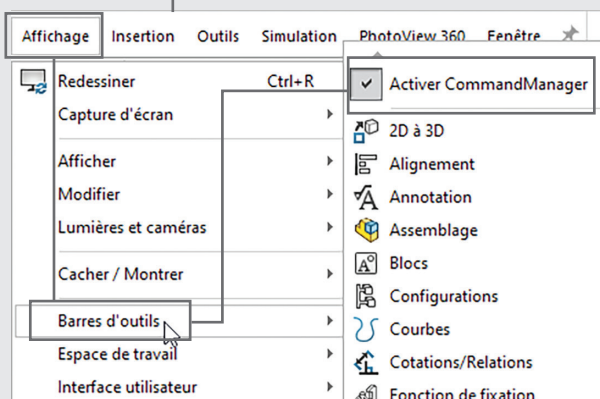 Affichage Insertion Outils Simulation PhotoView 360 Fenêtre
Redessiner Ctrl+R
Capture d'écran
Afficher
Modifier
Lumières et caméras
Cacher / Montrer
Barres d'outils
Espace de travail
Interface utilisateur
Activer CommandManager
2D à 3D
Alignement
Annotation
Assemblage
Blocs
Configurations
Courbes
Cotations/Relations
Fonction de fixation